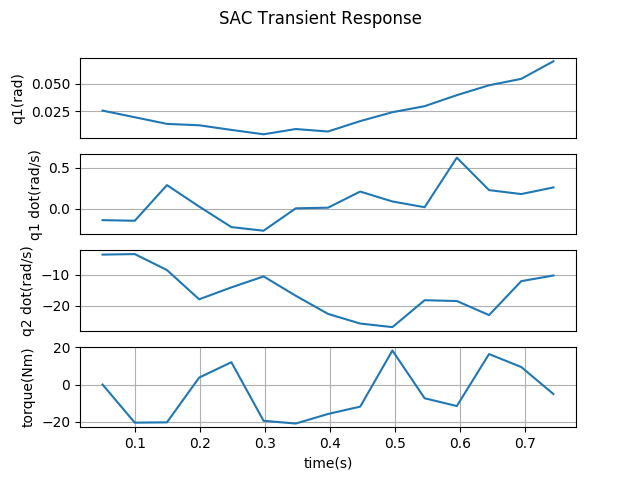 SAC Transient Response
q1(rad)
0.050
0.025
q1 dot(rad/s)
0.5
0.0
q2 dot(rad/s)
−10
−20
torque(Nm)
20
0
−20
0.1 0.2 0.3 0.4 0.5 0.6 0.7
time(s)